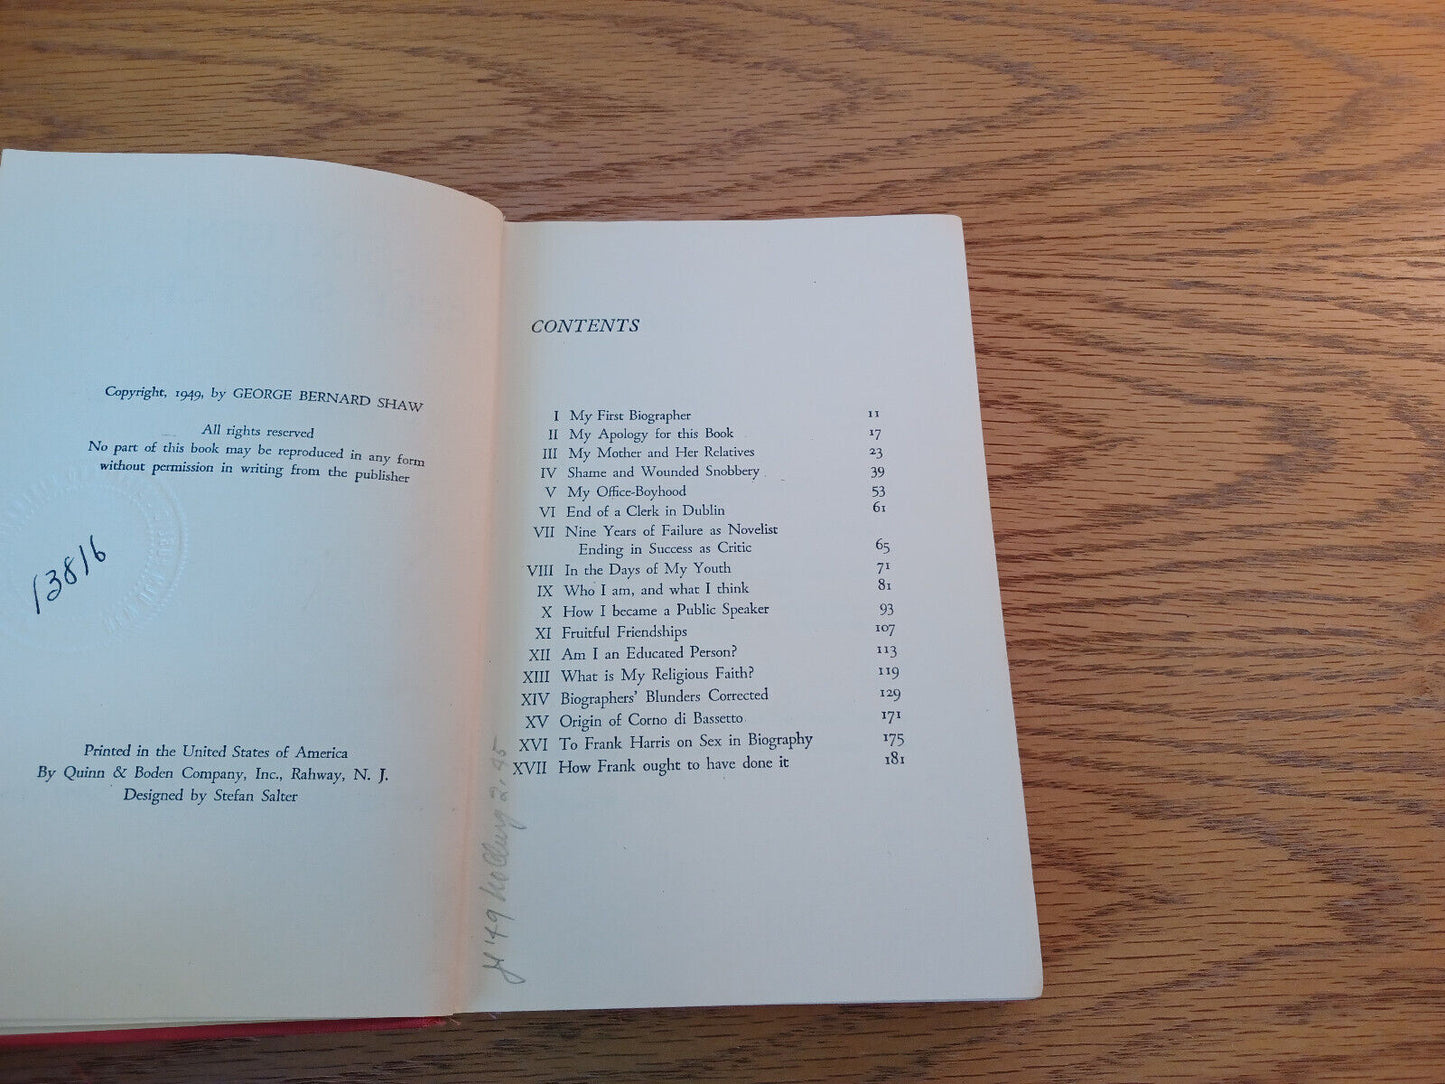 Copyright, 1949, by GEORGE BERNARD SHAW
All rights reserved
No part of this book may be reproduced in any form
without permission in writing from the publisher
13816
Printed in the United States of America
By Quinn & Boden Company, Inc., Rahway, N. J.
Designed by Stefan Salter
CONTENTS
I My First Biographer 11
II My Apology for this Book 17
III My Mother and Her Relatives 23
IV Shame and Wounded Snobbery 39
V My Office-Boyhood 53
VI End of a Clerk in Dublin 61
VII Nine Years of Failure as Novelist
Ending in Success as Critic 65
VIII In the Days of My Youth 71
IX Who I am, and what I think 81
X How I became a Public Speaker 93
XI Fruitful Friendships 107
XII Am I an Educated Person? 113
XIII What is My Religious Faith? 119
XIV Biographers' Blunders Corrected 129
XV Origin of Corno di Bassetto 171
XVI To Frank Harris on Sex in Biography 175
XVII How Frank ought to have done it 181
'49 2.45